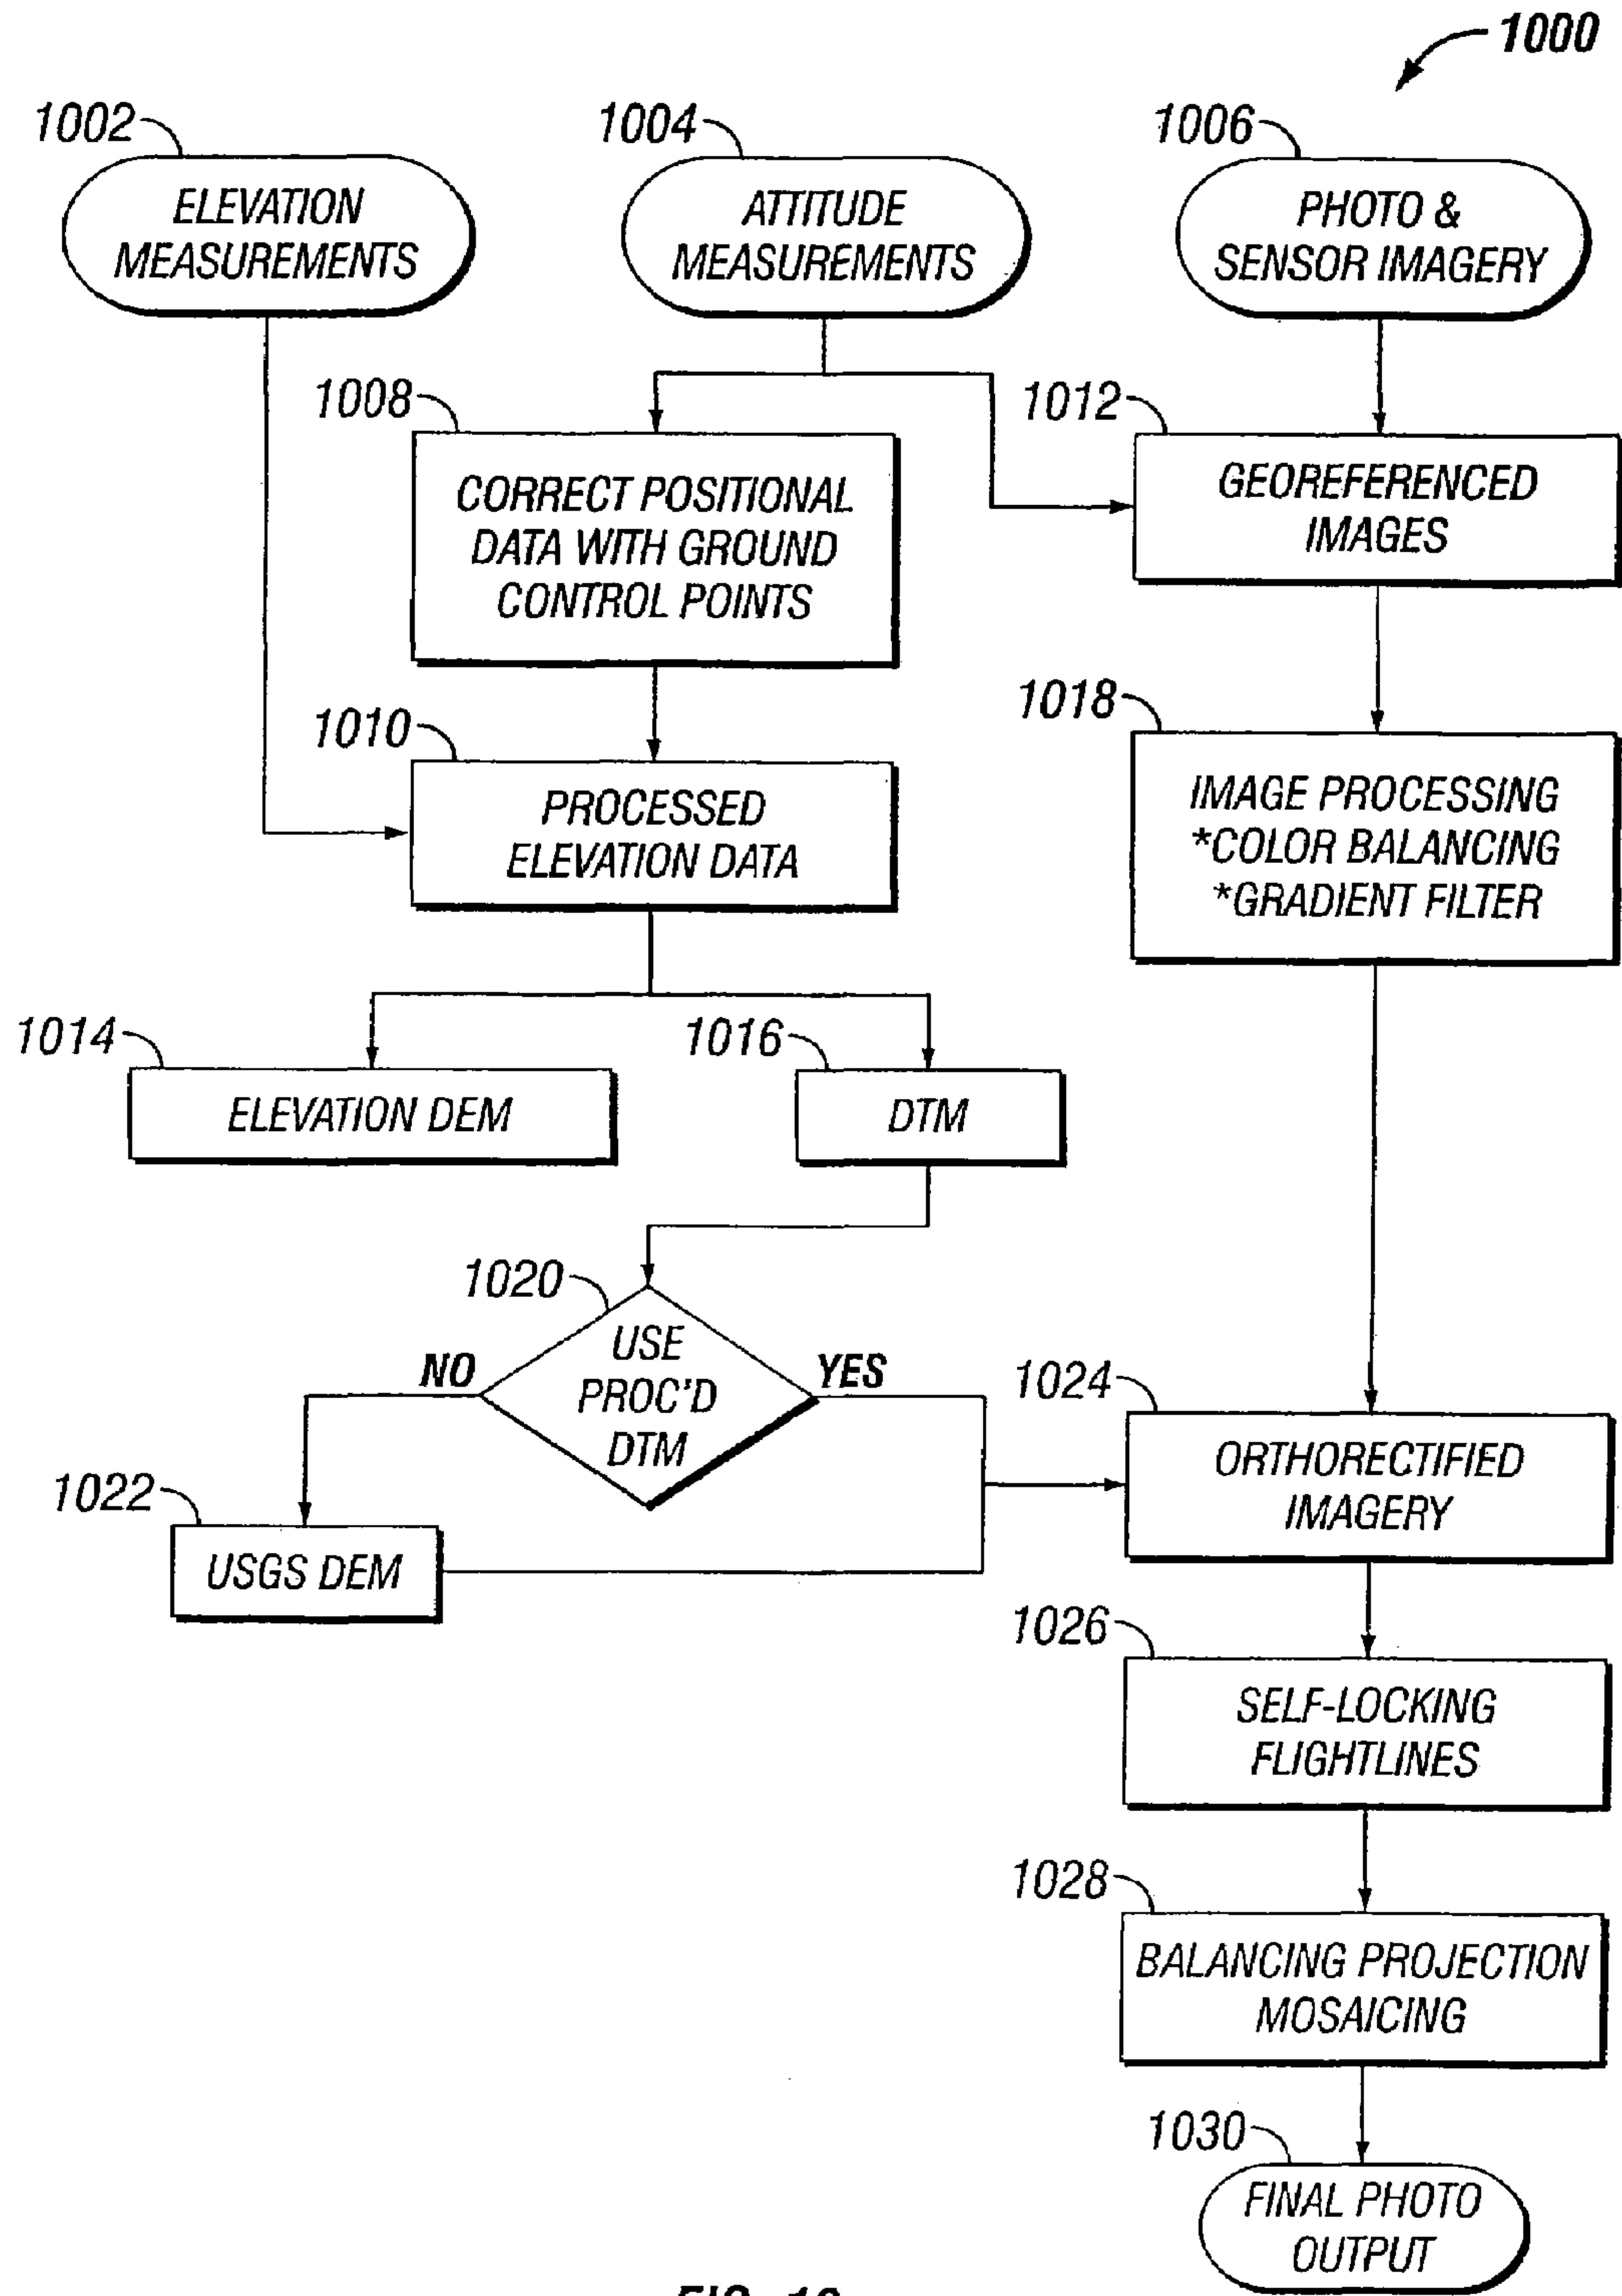 1000
1002
ELEVATION
MEASUREMENTS
1004
ATTITUDE
MEASUREMENTS
1006
PHOTO &
SENSOR IMAGERY
1008
CORRECT POSITIONAL
DATA WITH GROUND
CONTROL POINTS
1012
GEOREFERENCED
IMAGES
1010
PROCESSED
ELEVATION DATA
1018
IMAGE PROCESSING
*COLOR BALANCING
*GRADIENT FILTER
1014
ELEVATION DEM
1016
DTM
1020
USE
PROC'D
DTM
NO
YES
1022
USGS DEM
1024
ORTHORECTIFIED
IMAGERY
1026
SELF-LOCKING
FLIGHTLINES
1028
BALANCING PROJECTION
MOSAICING
1030
FINAL PHOTO
OUTPUT